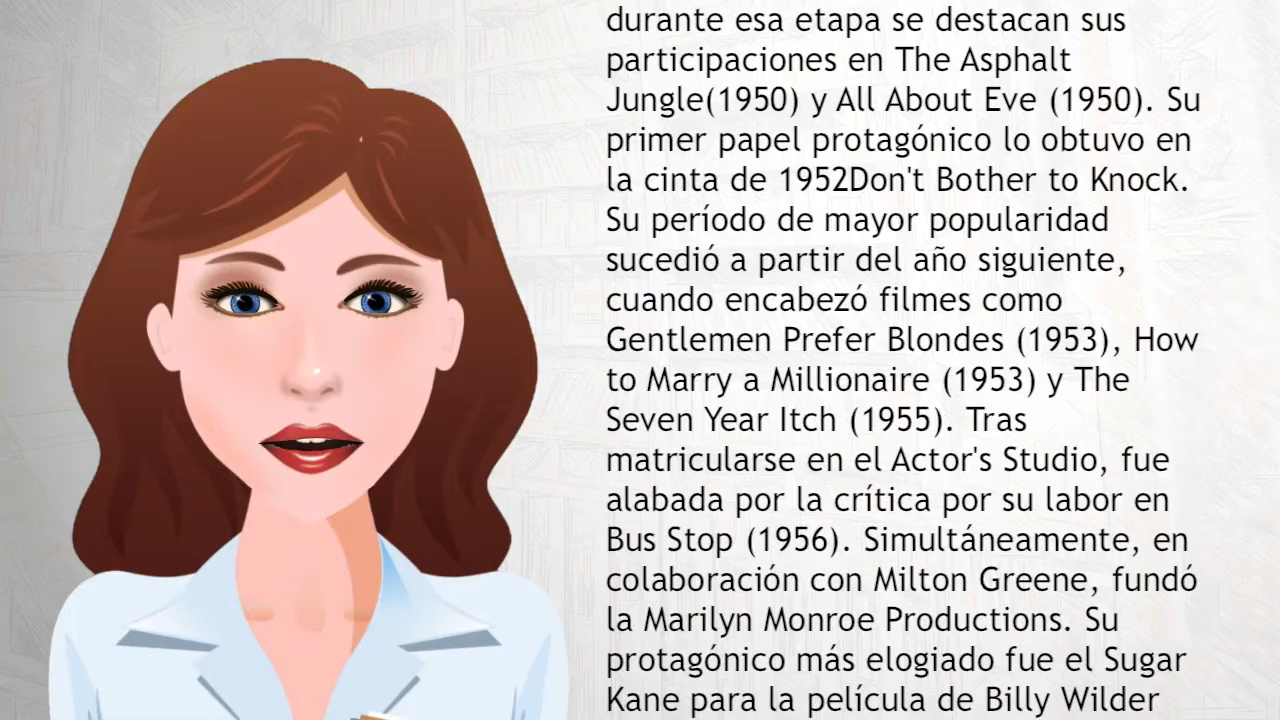 durante esa etapa se destacan sus
participaciones en The Asphalt
Jungle(1950) y All About Eve (1950). Su
primer papel protagónico lo obtuvo en
la cinta de 1952Don't Bother to Knock.
Su período de mayor popularidad
sucedió a partir del año siguiente,
cuando encabezó filmes como
Gentlemen Prefer Blondes (1953), How
to Marry a Millionaire (1953) y The
Seven Year Itch (1955). Tras
matricularse en el Actor's Studio, fue
alabada por la crítica por su labor en
Bus Stop (1956). Simultáneamente, en
colaboración con Milton Greene, fundó
la Marilyn Monroe Productions. Su
protagónico más elogiado fue el Sugar
Kane para la película de Billy Wilder